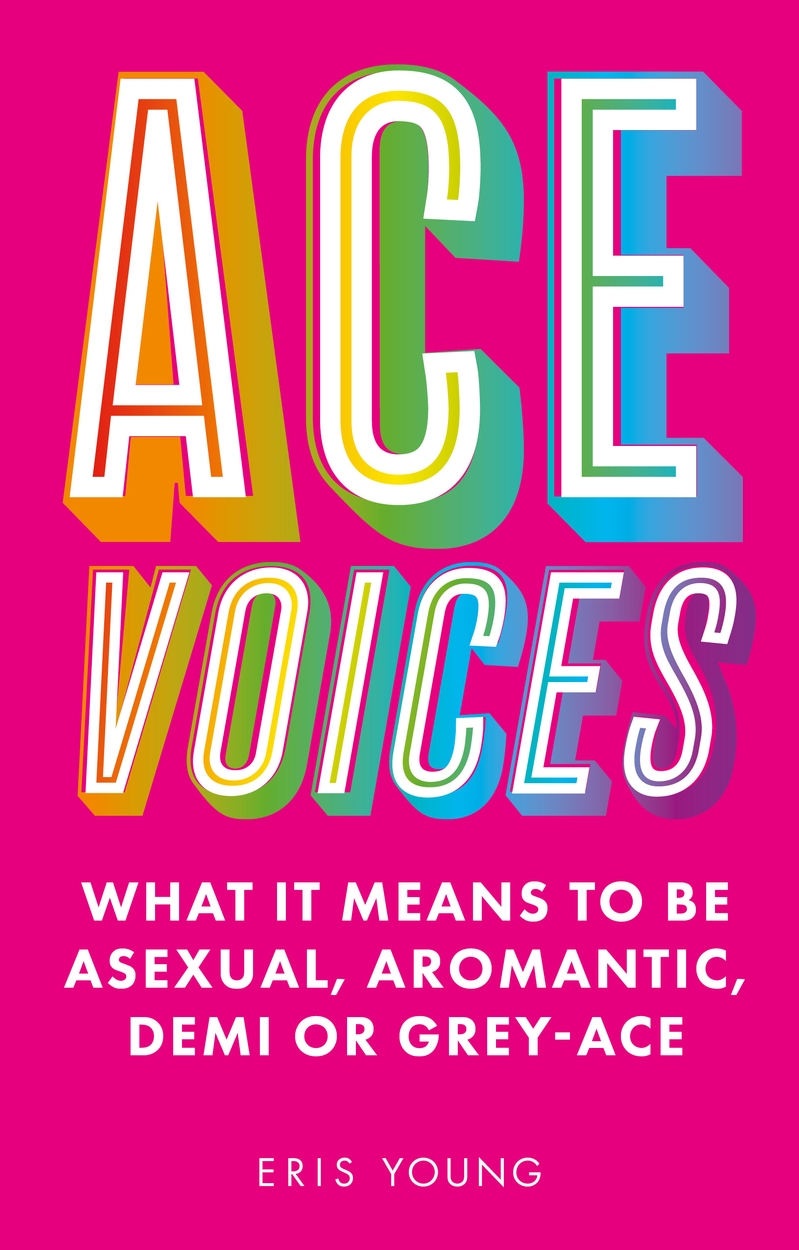 ACE
VOICES
WHAT IT MEANS TO BE
ASEXUAL, AROMANTIC,
DEMI OR GREY-ACE
ERIS YOUNG